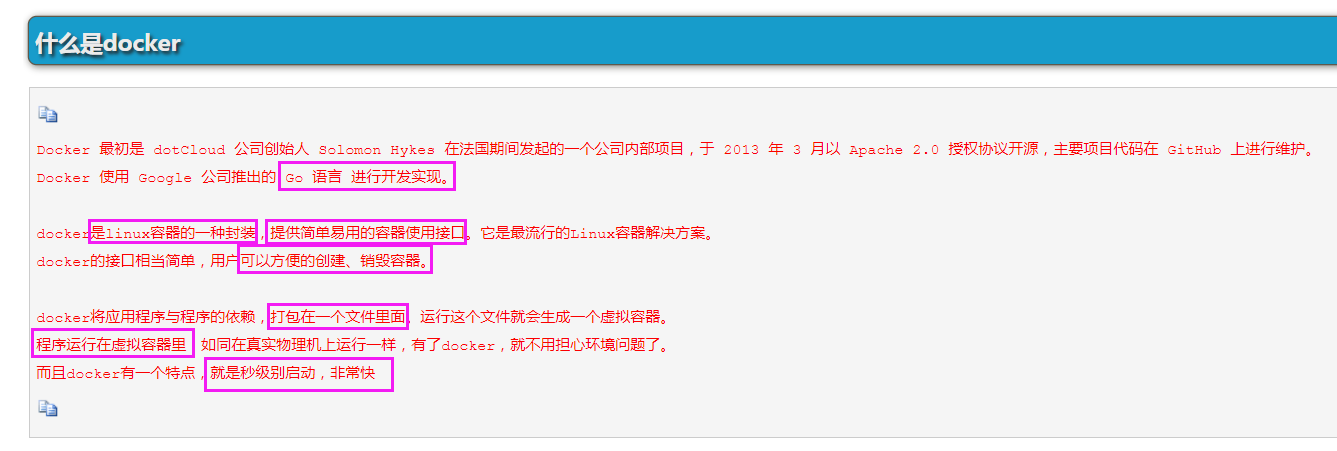 什么是docker
Docker 最初是 dotCloud 公司创始人 Solomon Hykes 在法国期间发起的一个公司内部项目，于 2013 年 3 月以 Apache 2.0 授权协议开源，主要项目代码在 GitHub 上进行维护。
Docker 使用 Google 公司推出的 Go 语言 进行开发实现。
docker是linux容器的一种封装，提供简单易用的容器使用接口。它是最流行的Linux容器解决方案。
docker的接口相当简单，用户可以方便的创建、销毁容器。
docker将应用程序与程序的依赖，打包在一个文件里面。运行这个文件就会生成一个虚拟容器。
程序运行在虚拟容器里，如同在真实物理机上运行一样，有了docker，就不用担心环境问题了。
而且docker有一个特点，就是秒级别启动，非常快